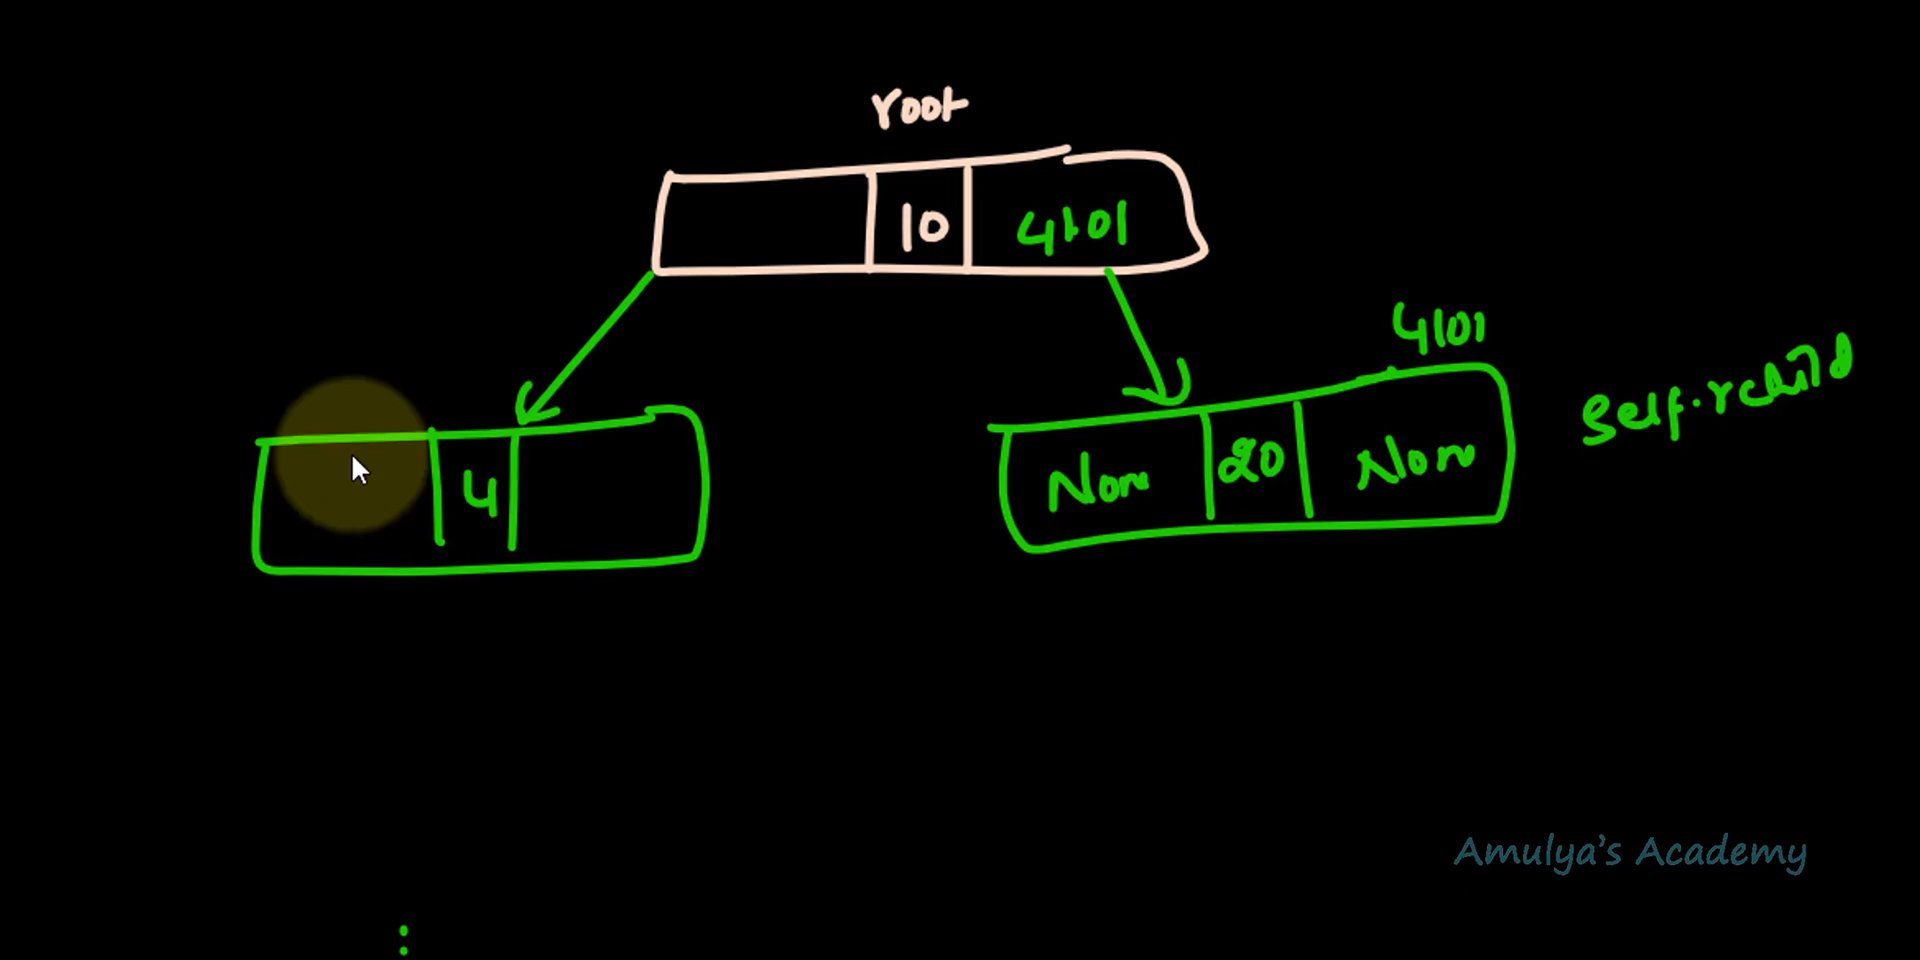 root
10 4101
4101
self.rchild
4
Non 20 Non
Amulya's Academy
: